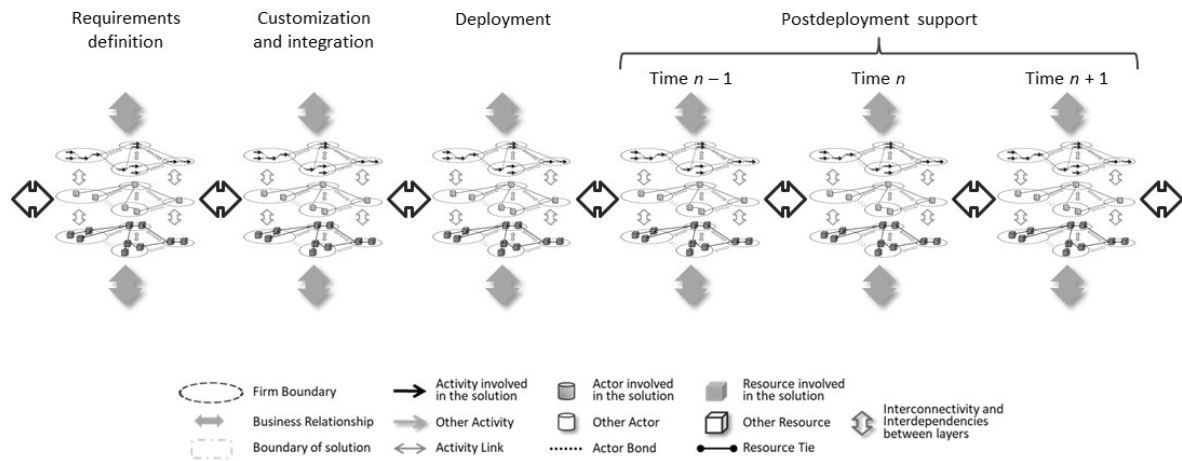 Requirements
definition
Customization
and integration
Deployment
Postdeployment support
Time n – 1
Time n
Time n + 1
Firm Boundary
Activity involved
in the solution
Actor involved
in the solution
Resource involved
in the solution
Business Relationship
Other Activity
Other Actor
Other Resource
Interconnectivity and
Interdependencies
between layers
Boundary of solution
Activity Link
Actor Bond
Resource Tie